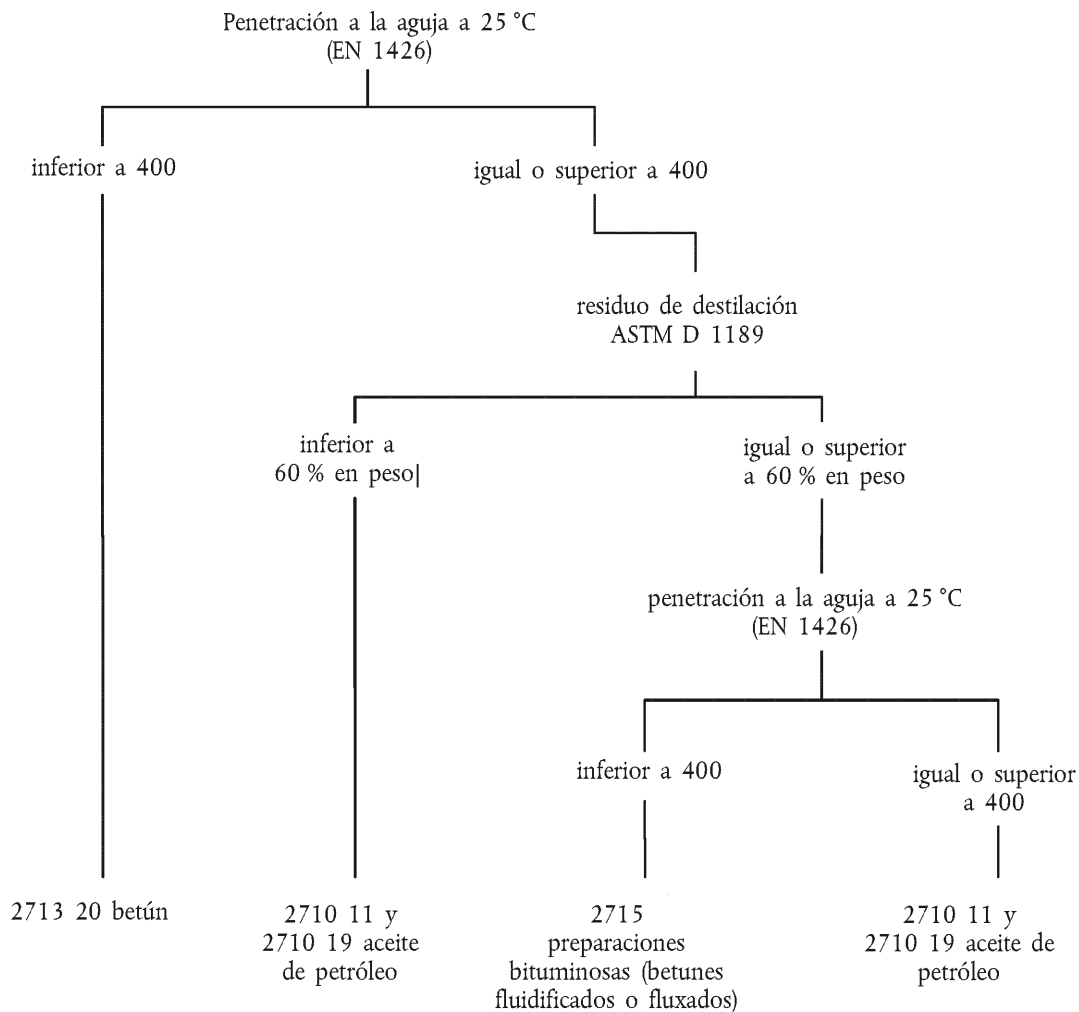 Penetración a la aguja a 25 °C
(EN 1426)
inferior a 400
igual o superior a 400
residuo de destilación
ASTM D 1189
inferior a
60 % en peso|
igual o superior
a 60 % en peso
penetración a la aguja a 25 °C
(EN 1426)
inferior a 400
igual o superior
a 400
2713 20 betún
2710 11 y
2710 19 aceite
de petróleo
2715
preparaciones
bituminosas (betunes
fluidificados o fluxados)
2710 11 y
2710 19 aceite de
petróleo